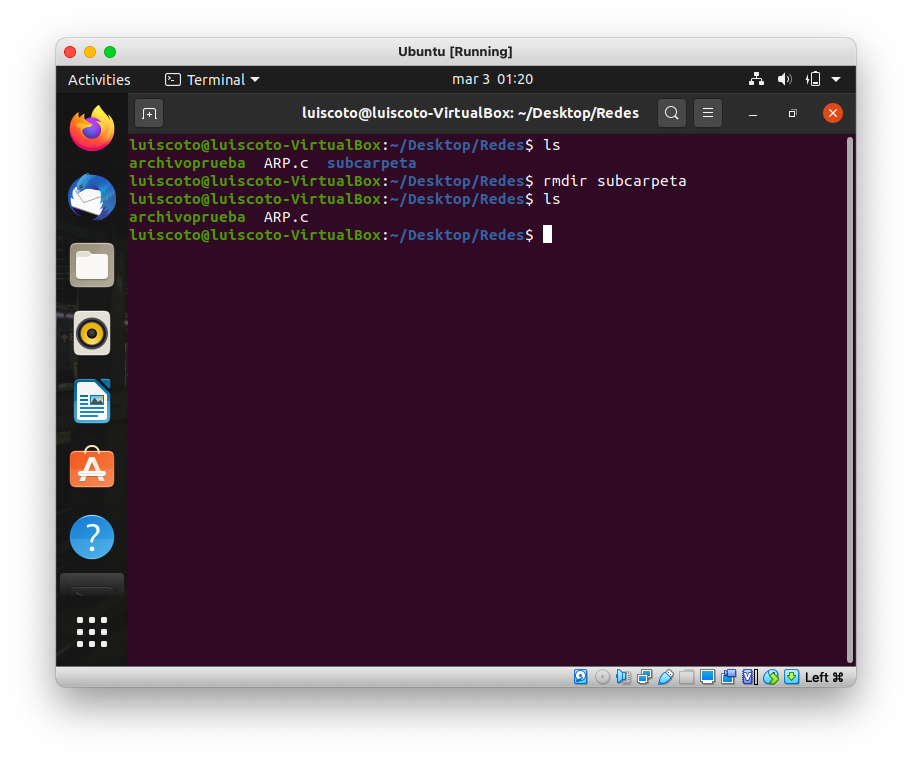 Ubuntu [Running]
Activities Terminal mar 3 01:20
luiscoto@luiscoto-VirtualBox: ~/Desktop/Redes
luiscoto@luiscoto-VirtualBox:~/Desktop/Redes$ ls
archivoprueba ARP.c subcarpeta
luiscoto@luiscoto-VirtualBox:~/Desktop/Redes$ rmdir subcarpeta
luiscoto@luiscoto-VirtualBox:~/Desktop/Redes$ ls
archivoprueba ARP.c
luiscoto@luiscoto-VirtualBox:~/Desktop/Redes$
Left ⌘